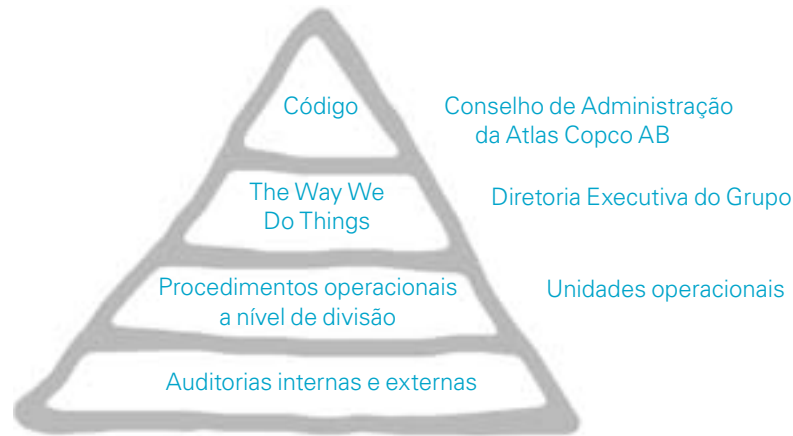 Código
Conselho de Administração
da Atlas Copco AB
The Way We
Do Things
Diretoria Executiva do Grupo
Procedimentos operacionais
a nível de divisão
Unidades operacionais
Auditorias internas e externas